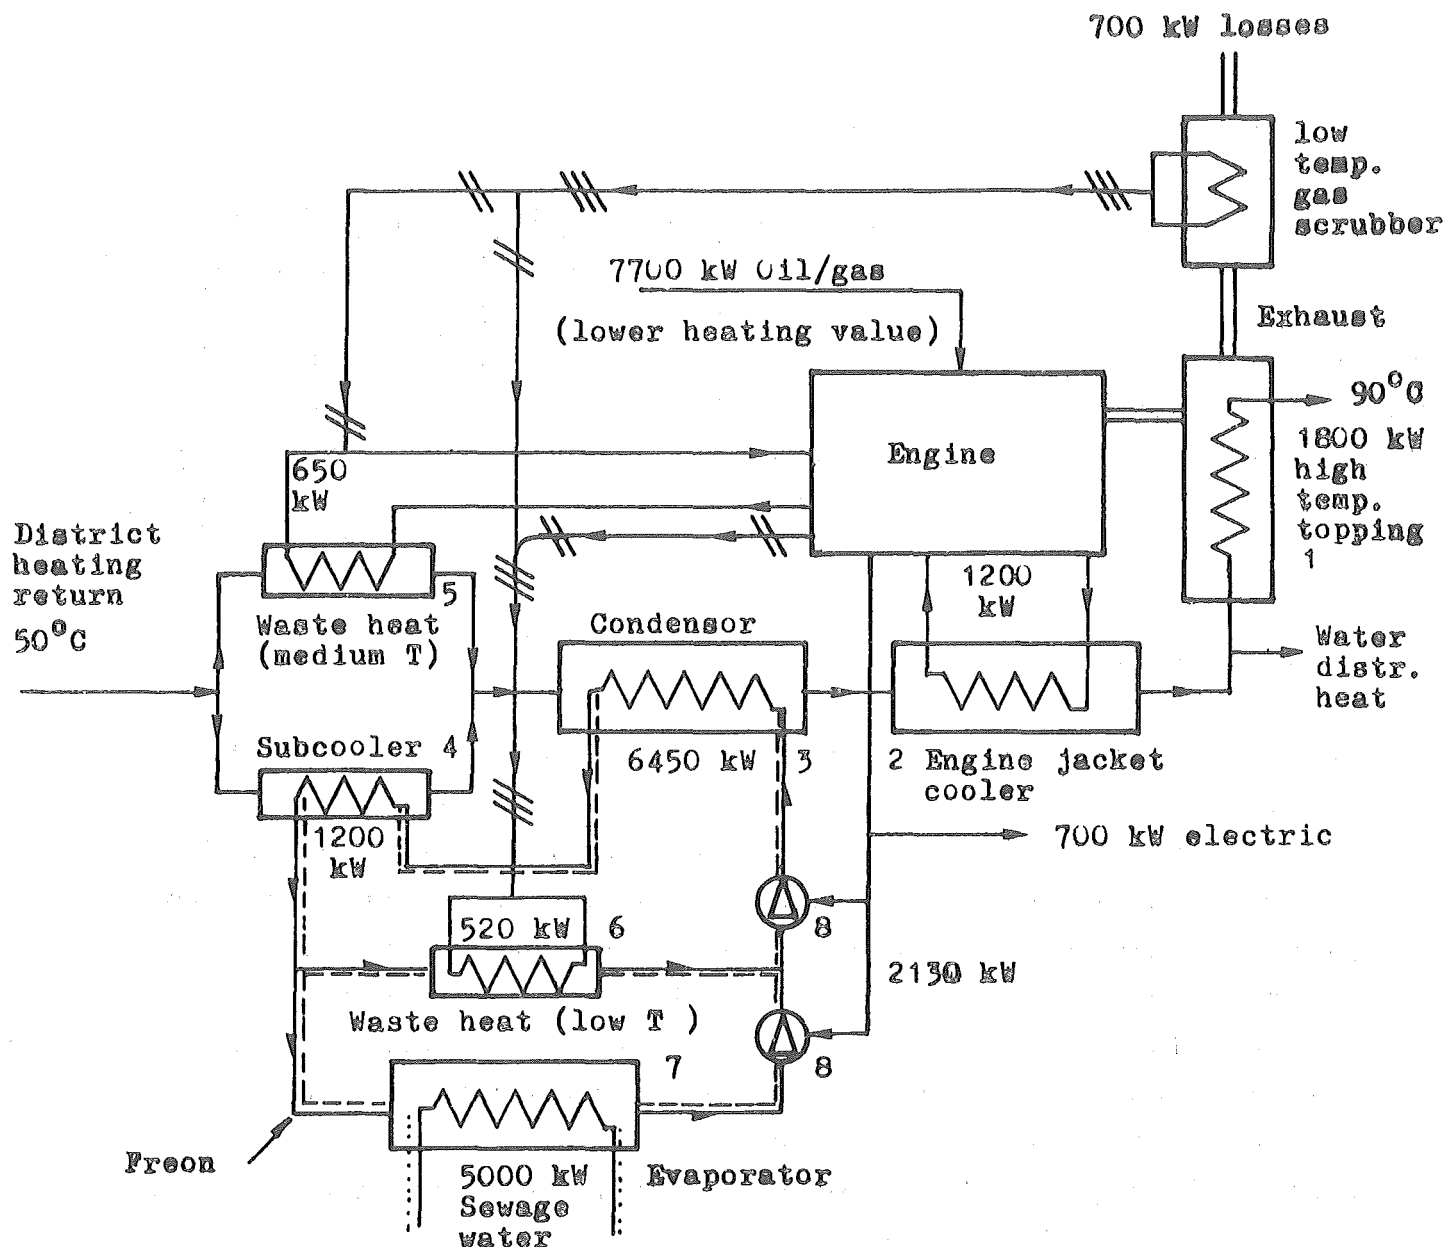 700 kW losses
low
temp.
gas
scrubber
7700 kW Oil/gas
(lower heating value)
Exhaust
Engine
90°C
1800 kW
high
temp.
topping
1
650
kW
District
heating
return
50°C
5
Waste heat
(medium T)
Condensor
1200
kW
Water
distr.
heat
Subcooler 4
6450 kW 3
2 Engine jacket
cooler
1200
kW
700 kW electric
520 kW 6
8
2130 kW
Waste heat (low T )
7
8
Freon
5000 kW
Sewage
water
Evaporator